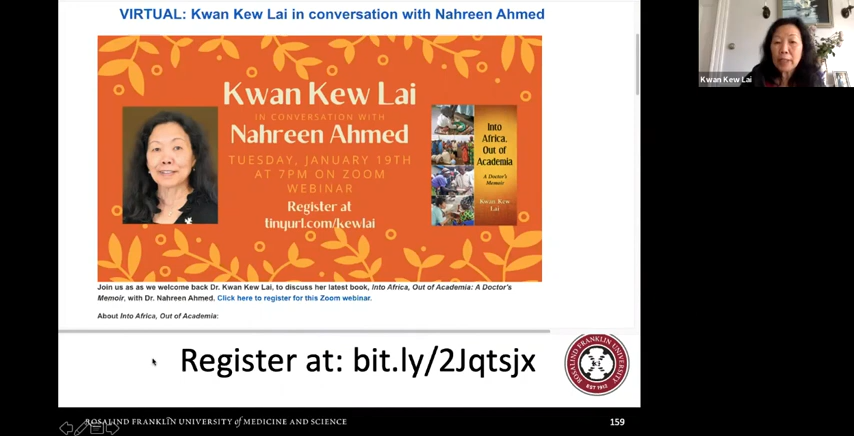 VIRTUAL: Kwan Kew Lai in conversation with Nahreen Ahmed
Kwan Kew Lai
IN CONVERSATION WITH
Nahreen Ahmed
TUESDAY, JANUARY 19TH
AT 7PM ON ZOOM
WEBINAR
Register at
tinyurl.com/kewlai
Into
Africa,
Out of
Academia
A Doctor's
Memoir
Kwan Kew
Lai
Join us as as we welcome back Dr. Kwan Kew Lai, to discuss her latest book, Into Africa, Out of Academia: A Doctor's
Memoir, with Dr. Nahreen Ahmed. Click here to register for this Zoom webinar.
About Into Africa, Out of Academia:
Register at: bit.ly/2Jqtsjx
ROSALIND FRANKLIN UNIVERSITY
EST 1912
ROSALIND FRANKLIN UNIVERSITY of MEDICINE AND SCIENCE
159
Kwan Kew Lai